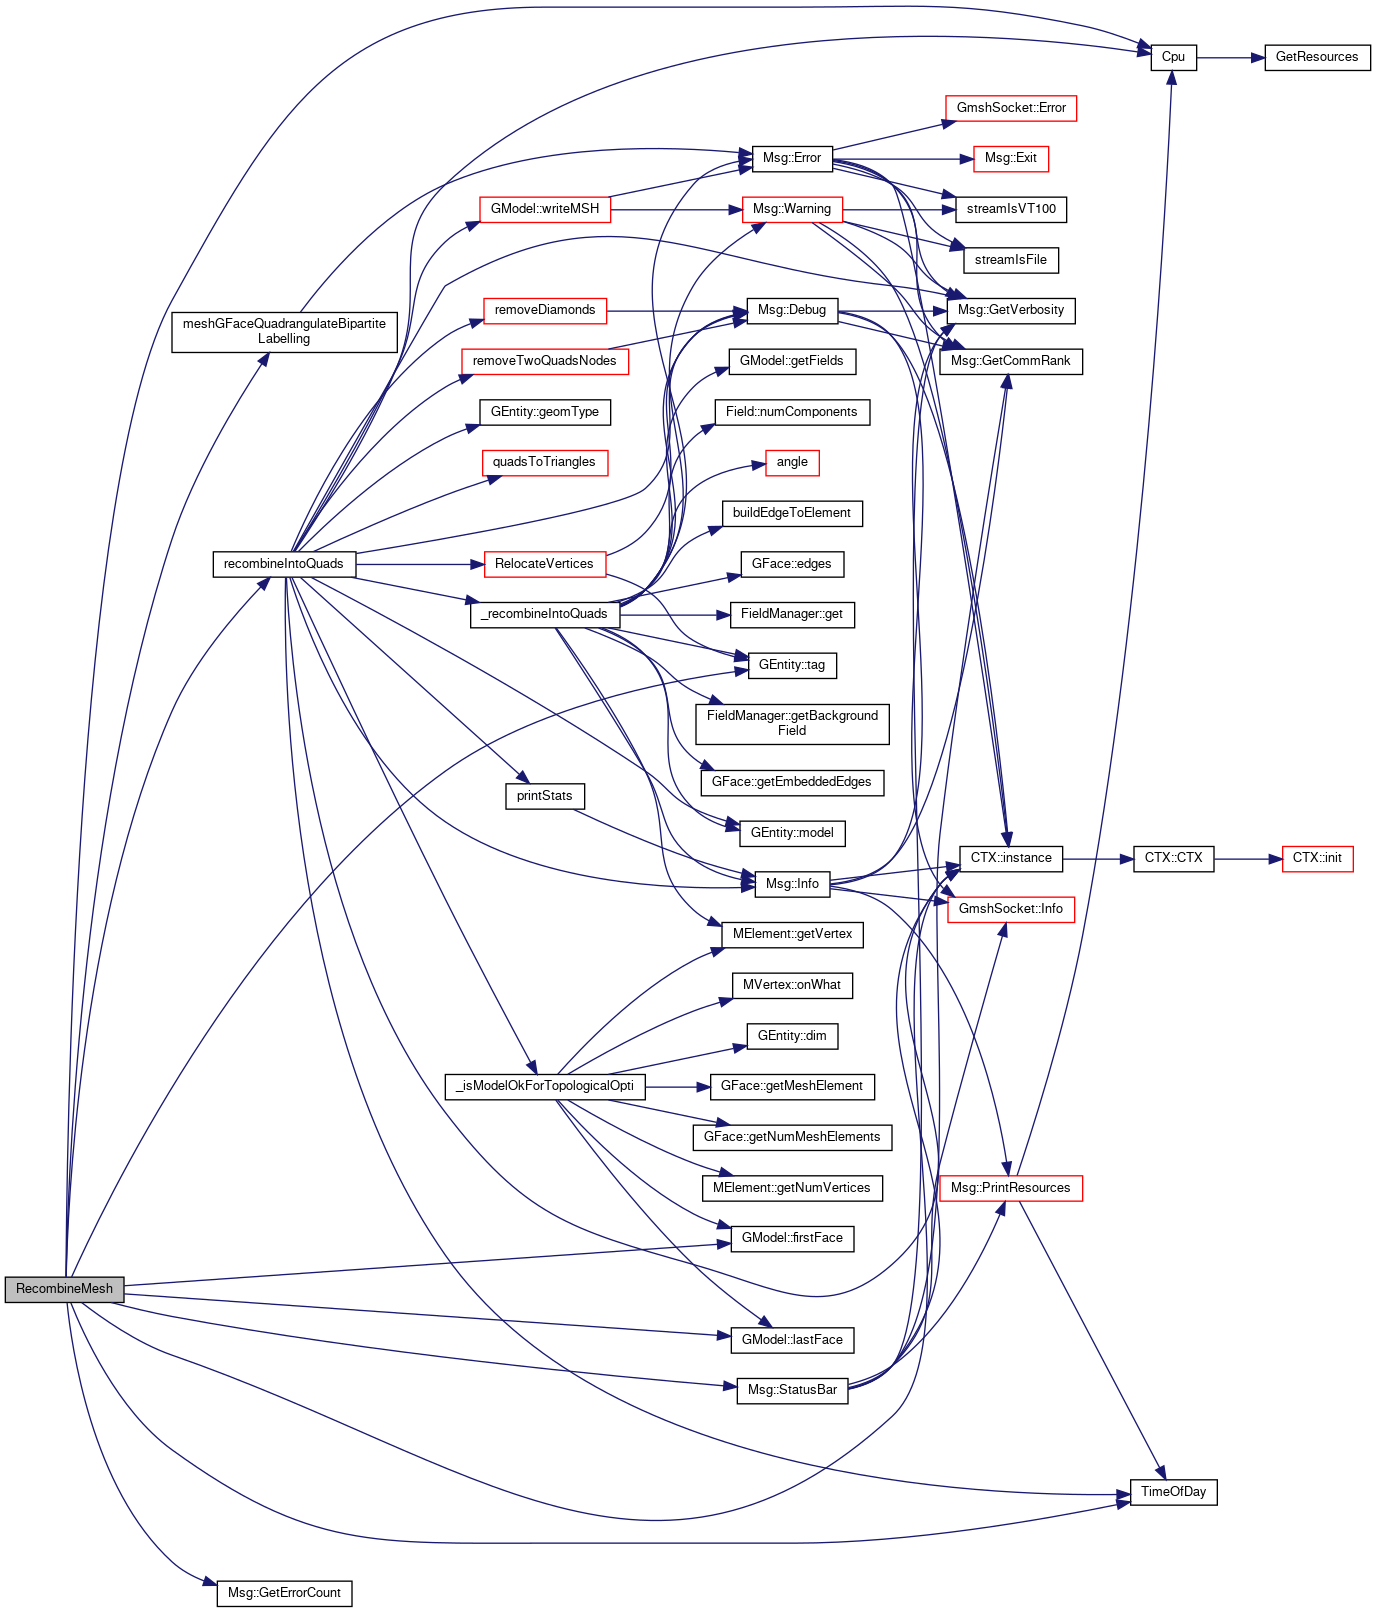 Cpu
GetResources
GmshSocket::Error
Msg::Error
Msg::Exit
GModel::writeMSH
Msg::Warning
streamIsVT100
streamIsFile
meshGFaceQuadrangulateBipartite
Labelling
removeDiamonds
Msg::Debug
Msg::GetVerbosity
removeTwoQuadsNodes
GModel::getFields
Msg::GetCommRank
GEntity::geomType
Field::numComponents
quadsToTriangles
angle
buildEdgeToElement
recombineIntoQuads
RelocateVertices
GFace::edges
_recombineIntoQuads
FieldManager::get
GEntity::tag
FieldManager::getBackground
Field
GFace::getEmbeddedEdges
printStats
GEntity::model
CTX::instance
CTX::CTX
CTX::init
Msg::Info
GmshSocket::Info
MElement::getVertex
MVertex::onWhat
GEntity::dim
_isModelOkForTopologicalOpti
GFace::getMeshElement
GFace::getNumMeshElements
MElement::getNumVertices
Msg::PrintResources
GModel::firstFace
RecombineMesh
GModel::lastFace
Msg::StatusBar
TimeOfDay
Msg::GetErrorCount